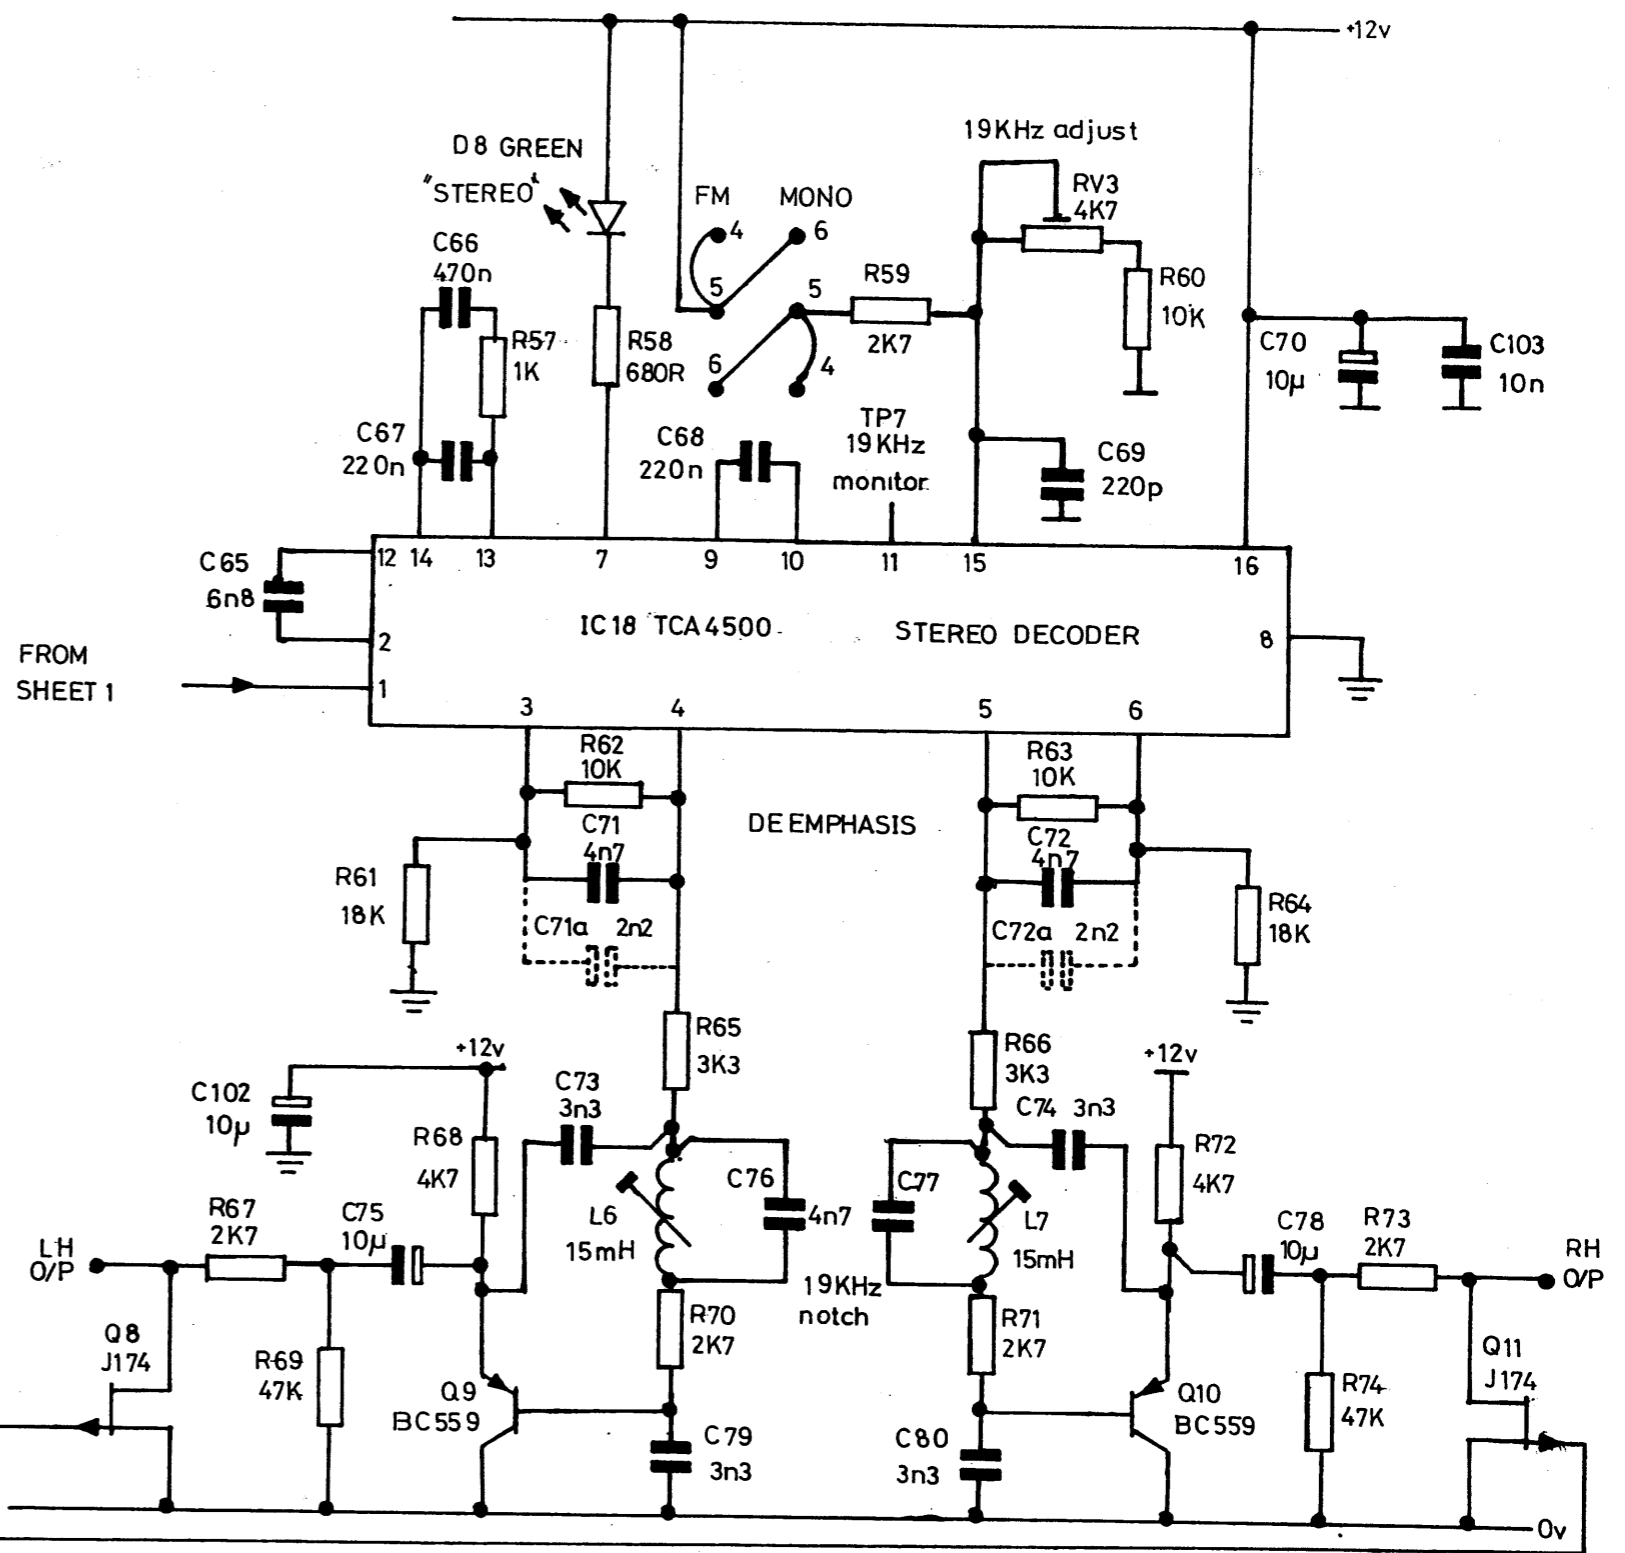 +12v
19KHz adjust
D8 GREEN
"STEREO"
FM
MONO
RV3
4K7
4
6
C66
470n
5
5
R59
2K7
R60
10K
R57
1K
R58
680R
6
4
C70
10µ
C103
10n
C67
220n
C68
220n
TP7
19KHz
monitor
C69
220p
C65
6n8
12
14
13
7
9
10
11
15
16
IC18 TCA4500
STEREO DECODER
2
8
FROM
SHEET 1
1
3
4
5
6
R62
10K
R63
10K
DEEMPHASIS
C71
4n7
C72
4n7
R61
18K
R64
18K
C71a 2n2
C72a 2n2
R65
3K3
R66
3K3
+12v
+12v
C102
10µ
C73
3n3
C74 3n3
R68
4K7
R72
4K7
C76
4n7
C77
L6
15mH
L7
15mH
R67
2K7
C75
10µ
C78
10µ
R73
2K7
LH
O/P
RH
O/P
19KHz
notch
R70
2K7
R71
2K7
Q8
J174
R69
47K
Q9
BC559
Q10
BC559
R74
47K
Q11
J174
C79
3n3
C80
3n3
0v